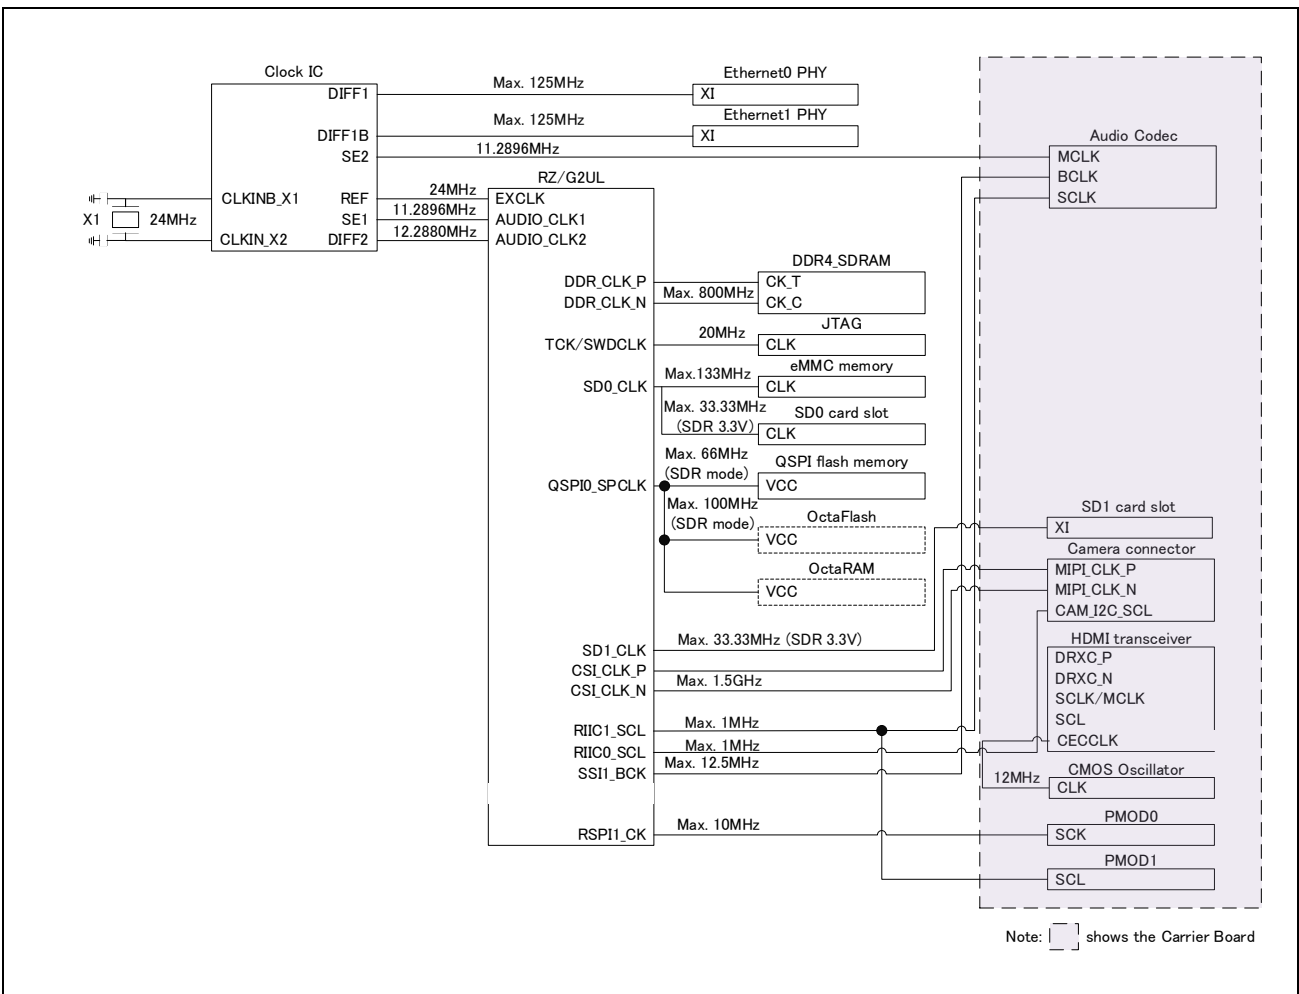 Clock IC
DIFF1
DIFF1B
SE2
CLKINB_X1
REF
SE1
CLKIN_X2
DIFF2
X1
24MHz
Max. 125MHz
Ethernet0 PHY
XI
Max. 125MHz
Ethernet1 PHY
XI
11.2896MHz
24MHz
11.2896MHz
12.2880MHz
RZ/G2UL
EXCLK
AUDIO_CLK1
AUDIO_CLK2
DDR_CLK_P
DDR_CLK_N
TCK/SWDCLK
SD0_CLK
QSPI0_SPCLK
SD1_CLK
CSI_CLK_P
CSI_CLK_N
RIIC1_SCL
RIIC0_SCL
SSI1_BCK
RSPI1_CK
DDR4_SDRAM
CK_T
Max. 800MHz
CK_C
JTAG
20MHz
CLK
eMMC memory
Max.133MHz
CLK
Max. 33.33MHz
(SDR 3.3V)
SD0 card slot
CLK
Max. 66MHz
(SDR mode)
QSPI flash memory
VCC
Max. 100MHz
(SDR mode)
OctaFlash
VCC
OctaRAM
VCC
Max. 33.33MHz (SDR 3.3V)
Max. 1.5GHz
Max. 1MHz
Max. 1MHz
Max. 12.5MHz
Max. 10MHz
Audio Codec
MCLK
BCLK
SCLK
SD1 card slot
XI
Camera connector
MIPI_CLK_P
MIPI_CLK_N
CAM_I2C_SCL
HDMI transceiver
DRXC_P
DRXC_N
SCLK/MCLK
SCL
CECCLK
12MHz
CMOS Oscillator
CLK
PMOD0
SCK
PMOD1
SCL
Note: shows the Carrier Board